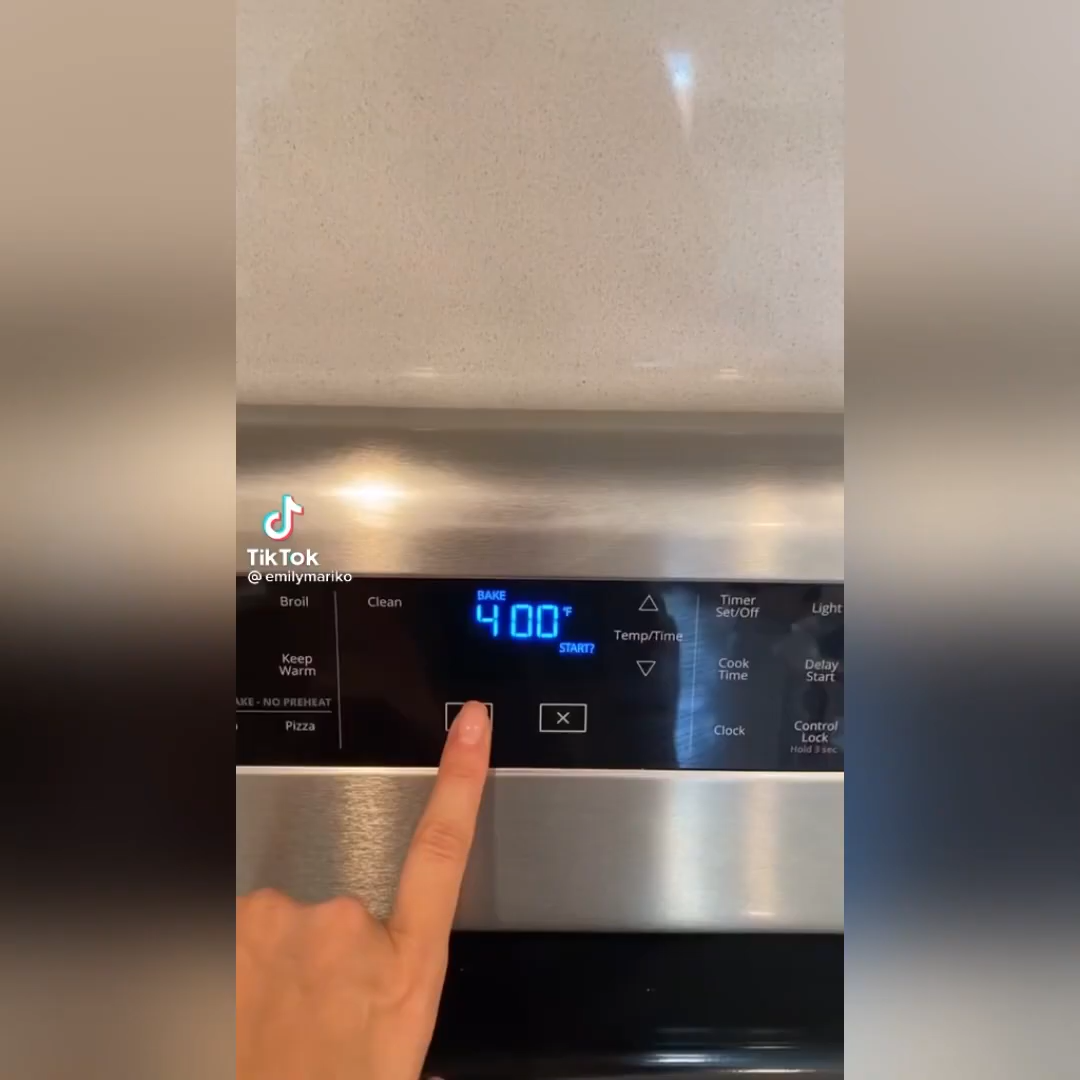 TikTok
@emilymariko
Broil
Clean
BAKE
400°F
START?
Temp/Time
Timer
Set/Off
Light
Keep
Warm
Cook
Time
Delay
Start
AKE - NO PREHEAT
Pizza
Clock
Control
Lock
Hold 3 sec